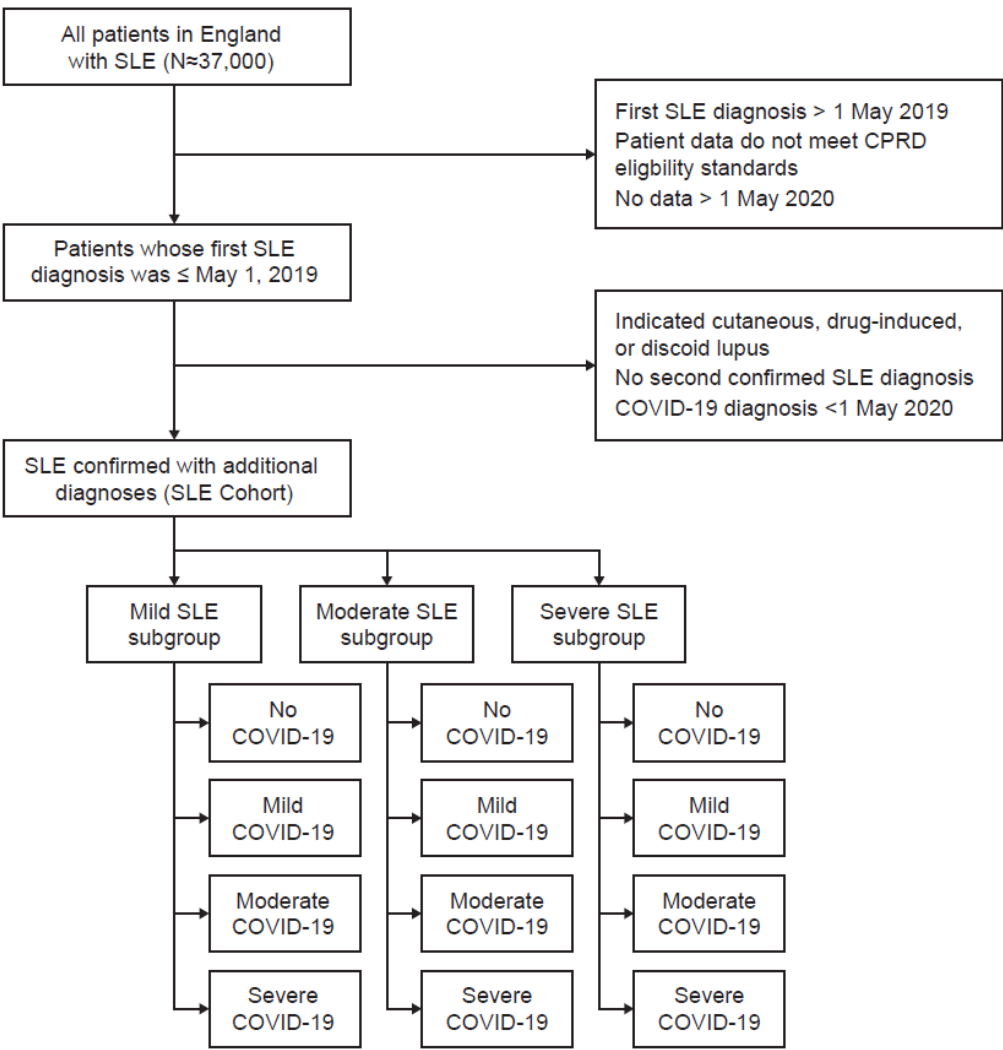 All patients in England
with SLE (N≈37,000)
First SLE diagnosis > 1 May 2019
Patient data do not meet CPRD
eligbility standards
No data > 1 May 2020
Patients whose first SLE
diagnosis was ≤ May 1, 2019
Indicated cutaneous, drug-induced,
or discoid lupus
No second confirmed SLE diagnosis
COVID-19 diagnosis <1 May 2020
SLE confirmed with additional
diagnoses (SLE Cohort)
Mild SLE
subgroup
Moderate SLE
subgroup
Severe SLE
subgroup
No
COVID-19
No
COVID-19
No
COVID-19
Mild
COVID-19
Mild
COVID-19
Mild
COVID-19
Moderate
COVID-19
Moderate
COVID-19
Moderate
COVID-19
Severe
COVID-19
Severe
COVID-19
Severe
COVID-19